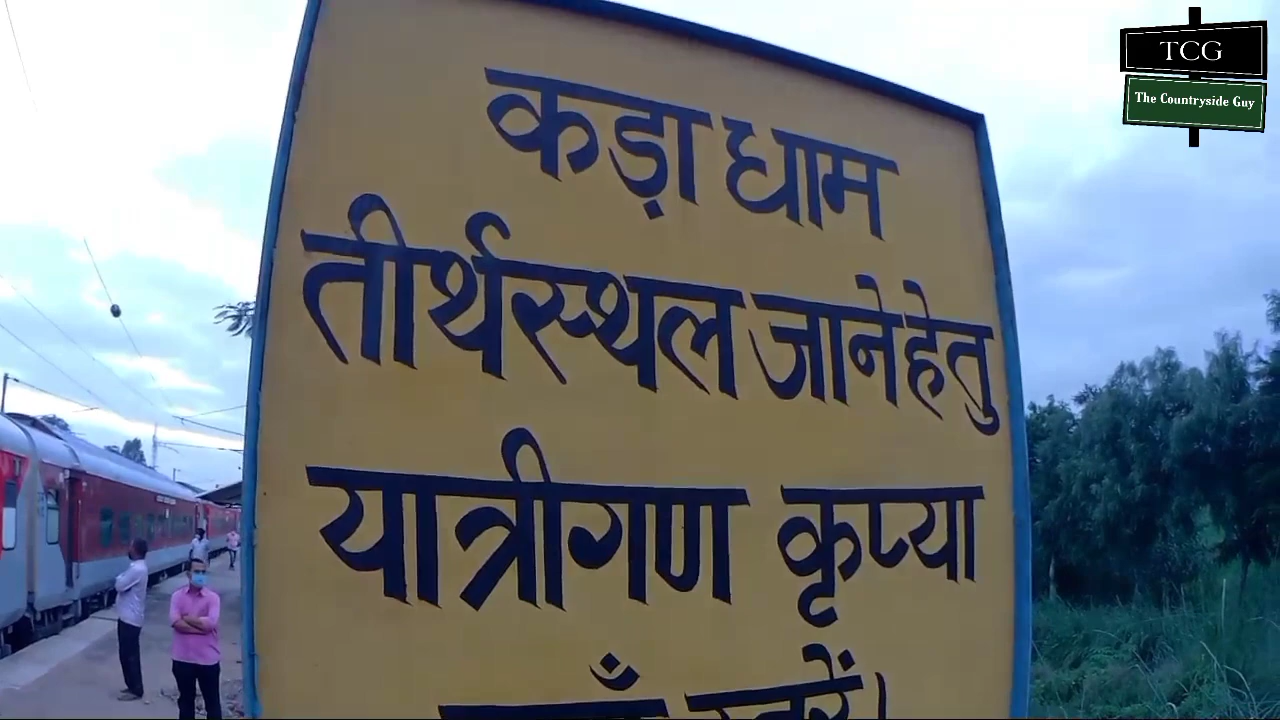 कड़ा धाम
तीर्थस्थल जाने हेतु
यात्रीगण कृप्या
TCG
The Countryside Guy